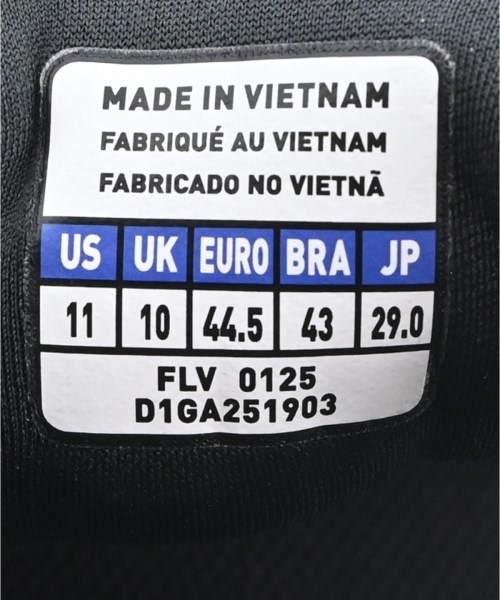 MADE IN VIETNAM
FABRIQUÉ AU VIETNAM
FABRICADO NO VIETNÃ
US UK EURO BRA JP
11 10 44.5 43 29.0
FLV 0125
D1GA251903